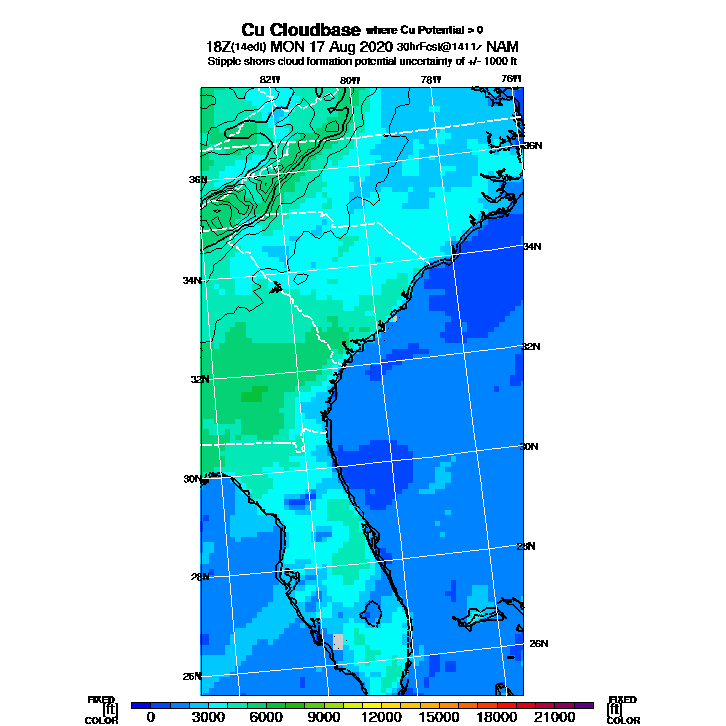 Cu Cloudbase where Cu Potential > 0
18Z(14edt) MON 17 Aug 2020 30hrFcst@1411z NAM
Stipple shows cloud formation potential uncertainty of +/- 1000 ft
82W 80W 78W 76W
36N 36N
34N 34N
32N 32N
30N 30N
28N 28N
26N 26N
FIXED FIXED
[ft] [ft]
COLOR COLOR
0 3000 6000 9000 12000 15000 18000 21000